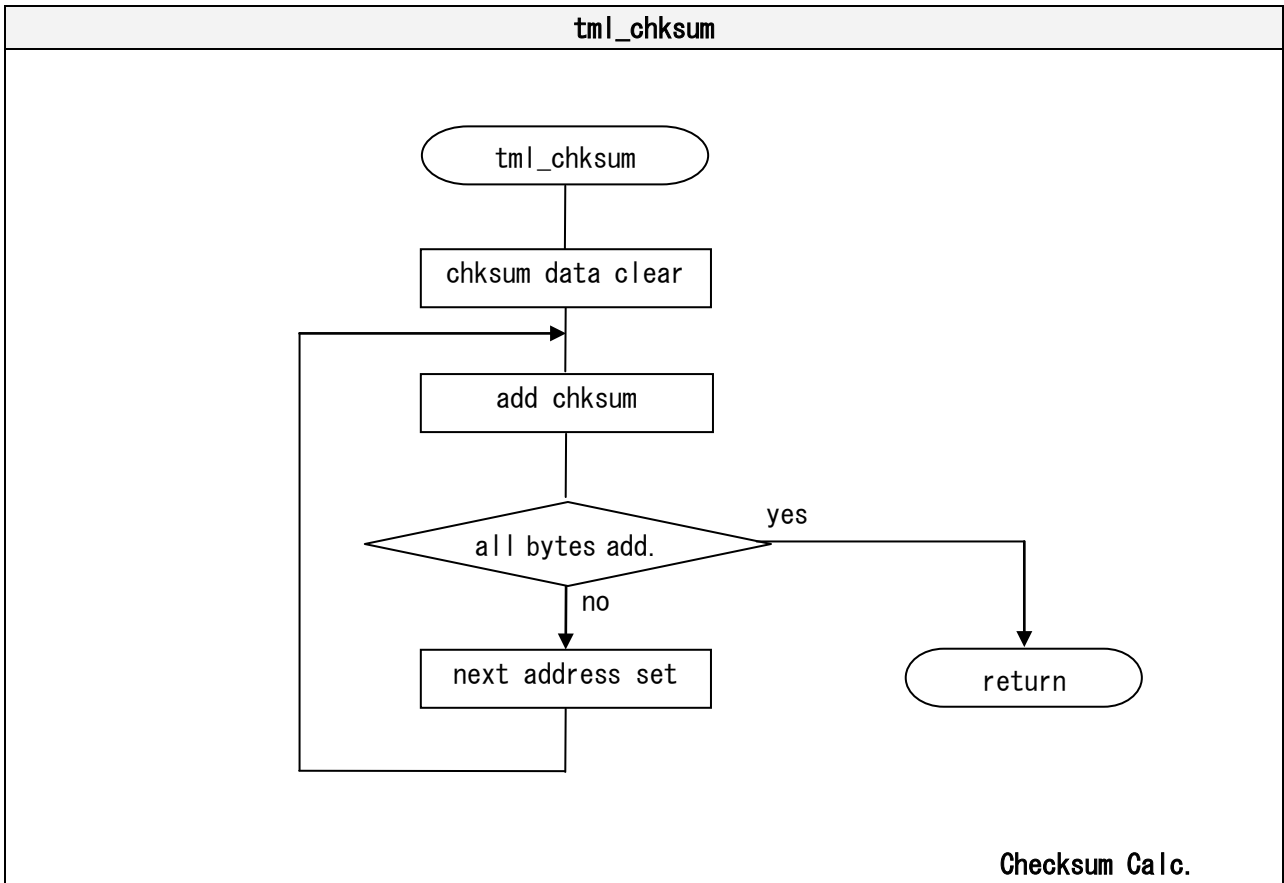 tml_chksum
tml_chksum
chksum data clear
add chksum
all bytes add.
yes
no
next address set
return
Checksum Calc.